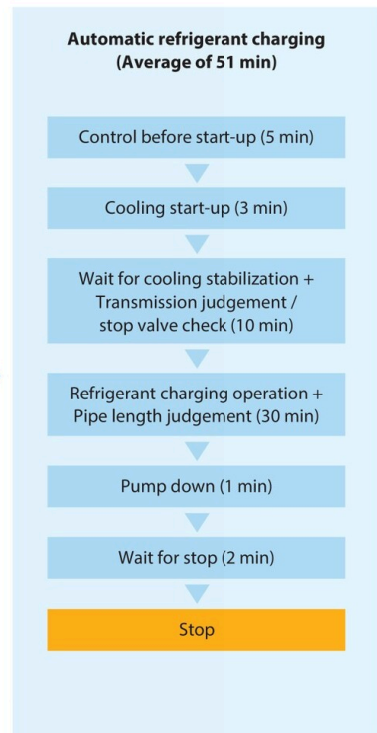 Automatic refrigerant charging
(Average of 51 min)
Control before start-up (5 min)
Cooling start-up (3 min)
Wait for cooling stabilization +
Transmission judgement /
stop valve check (10 min)
Refrigerant charging operation +
Pipe length judgement (30 min)
Pump down (1 min)
Wait for stop (2 min)
Stop